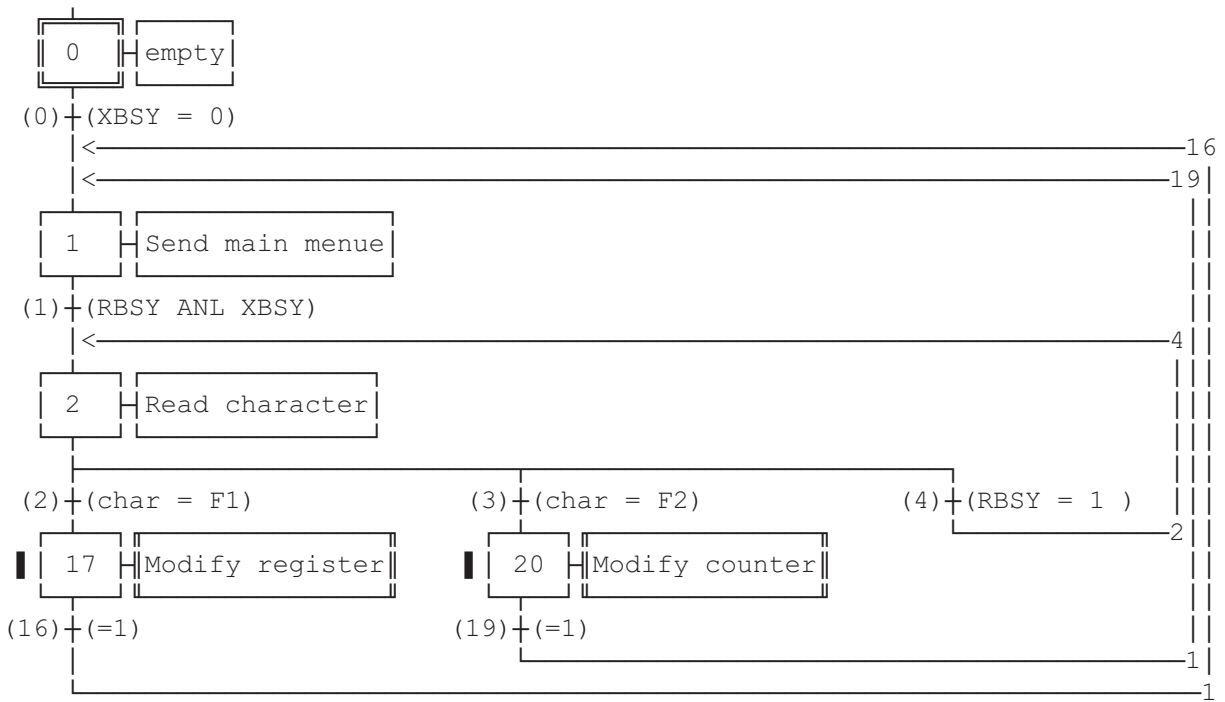 0 empty
(0) (XBSY = 0)
16
19
1 Send main menue
(1) (RBSY ANL XBSY)
4
2 Read character
(2) (char = F1) (3) (char = F2) (4) (RBSY = 1 )
2
17 Modify register 20 Modify counter
(16) (=1) (19) (=1)
1
1